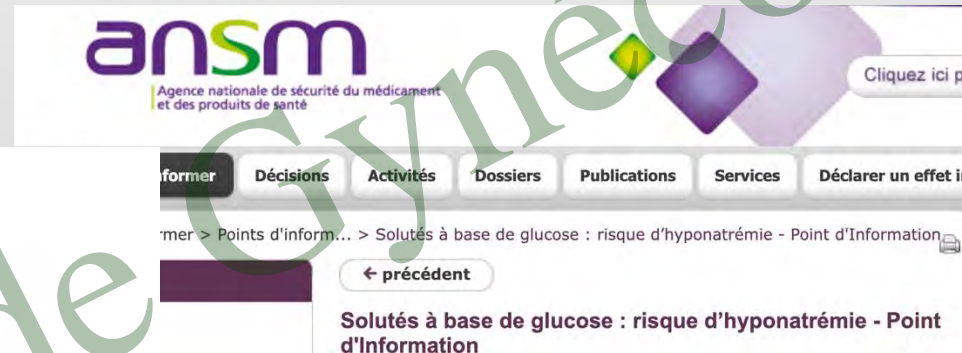 ansm
Agence nationale de sécurité du médicament
et des produits de santé
Cliquez ici p
former Décisions Activités Dossiers Publications Services Déclarer un effet i
rmer > Points d'inform... > Solutés à base de glucose : risque d'hyponatrémie - Point d'Information
← précédent
Solutés à base de glucose : risque d'hyponatrémie - Point
d'Information
de Gynéco